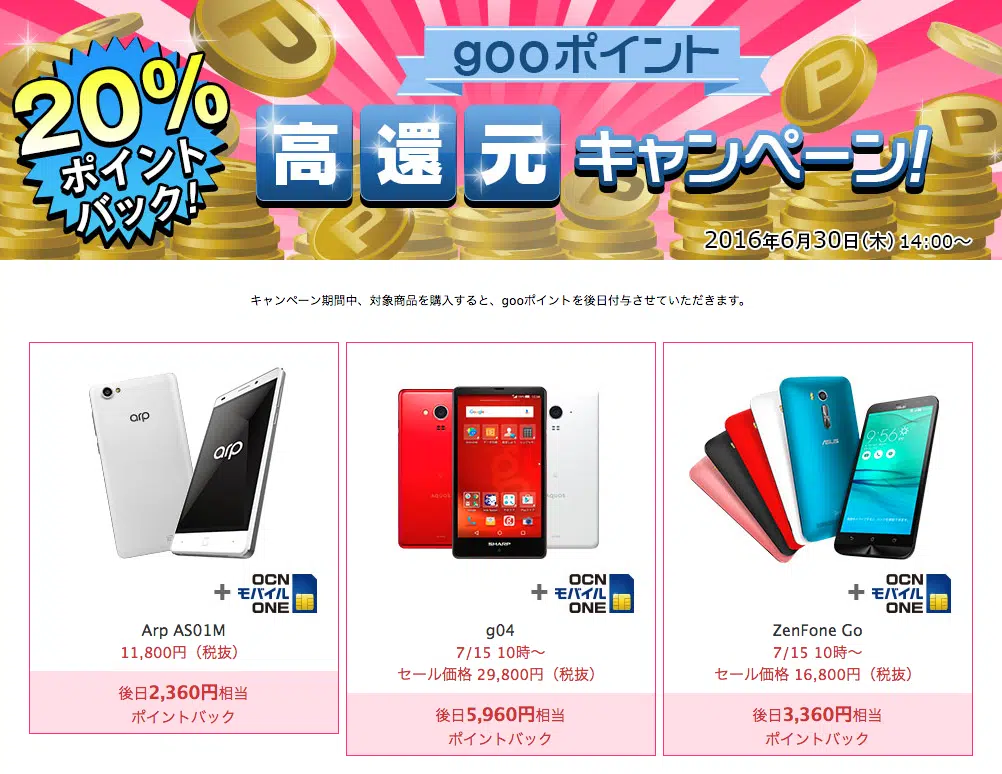 gooポイント
20%
ポイント
バック!
高還元キャンペーン!
2016年6月30日(木) 14:00～
キャンペーン期間中、対象商品を購入すると、gooポイントを後日付与させていただきます。
arp
arp
+ OCN
モバイル
ONE
Arp AS01M
11,800円（税抜）
後日2,360円相当
ポイントバック
Google
AQUOS
AQUOS
SHARP
+ OCN
モバイル
ONE
g04
7/15 10時～
セール価格 29,800円（税抜）
後日5,960円相当
ポイントバック
ASUS
9:56
+ OCN
モバイル
ONE
ZenFone Go
7/15 10時～
セール価格 16,800円（税抜）
後日3,360円相当
ポイントバック